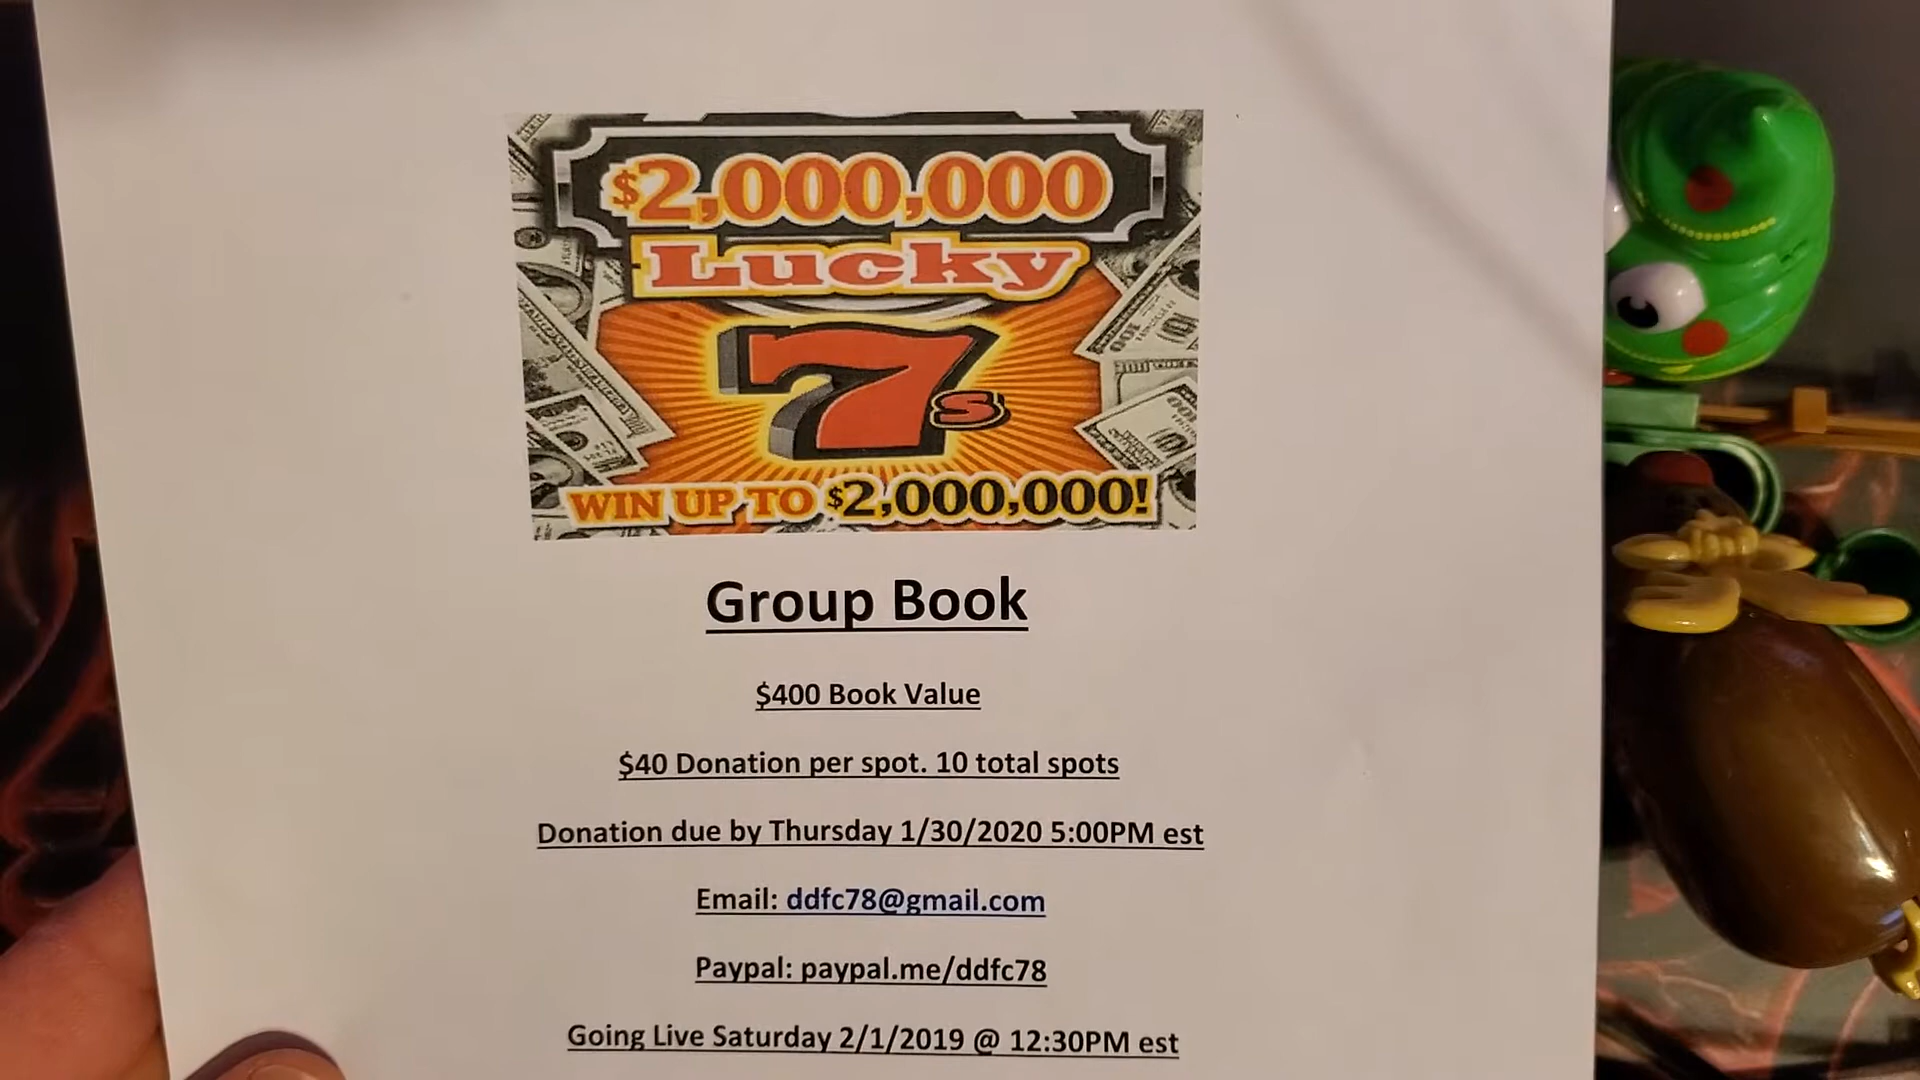 $2,000,000
Lucky
7s
WIN UP TO $2,000,000!
Group Book
$400 Book Value
$40 Donation per spot. 10 total spots
Donation due by Thursday 1/30/2020 5:00PM est
Email: ddfc78@gmail.com
Paypal: paypal.me/ddfc78
Going Live Saturday 2/1/2019 @ 12:30PM est